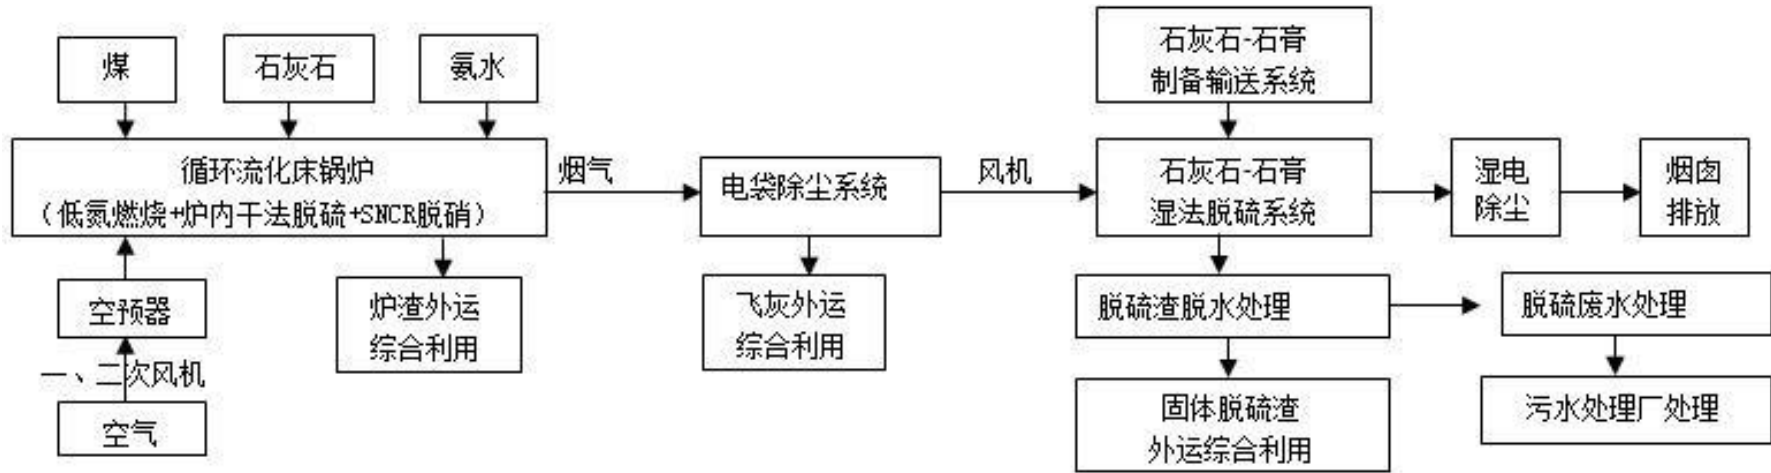 煤
石灰石
氨水
石灰石-石膏
制备输送系统
循环流化床锅炉
（低氮燃烧+炉内干法脱硫+SNCR脱硝）
烟气
电袋除尘系统
风机
石灰石-石膏
湿法脱硫系统
湿电
除尘
烟囱
排放
空预器
炉渣外运
综合利用
飞灰外运
综合利用
脱硫渣脱水处理
脱硫废水处理
一、二次风机
空气
固体脱硫渣
外运综合利用
污水处理厂处理